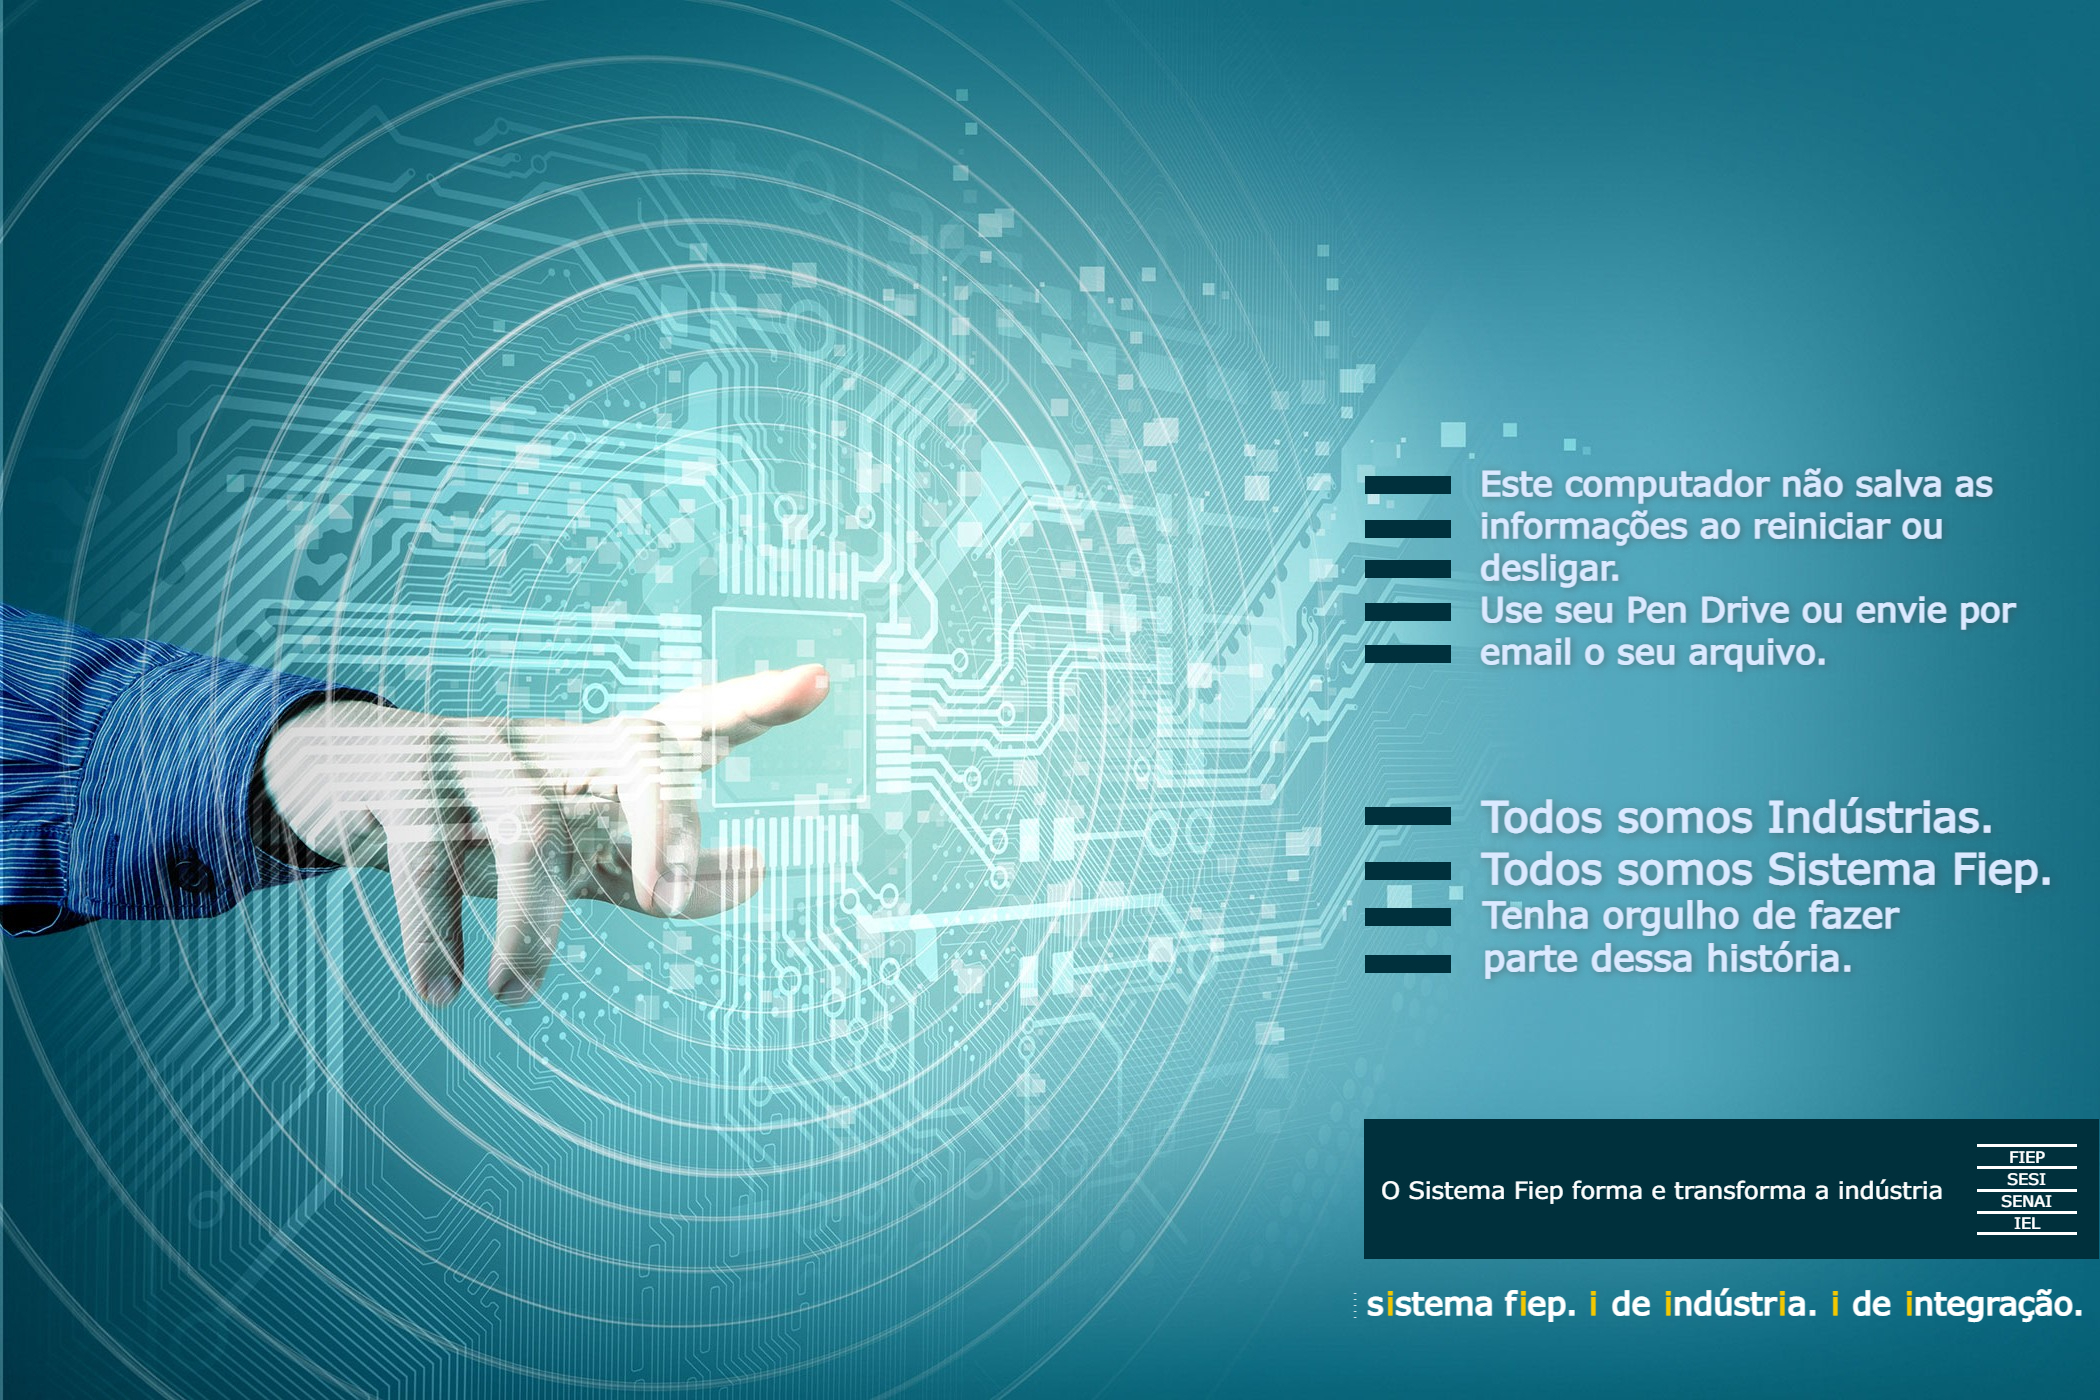 Este computador não salva as
informações ao reiniciar ou
desligar.
Use seu Pen Drive ou envie por
email o seu arquivo.
Todos somos Indústrias.
Todos somos Sistema Fiep.
Tenha orgulho de fazer
parte dessa história.
O Sistema Fiep forma e transforma a indústria
FIEP
SESI
SENAI
IEL
sistema fiep. i de indústria. i de integração.